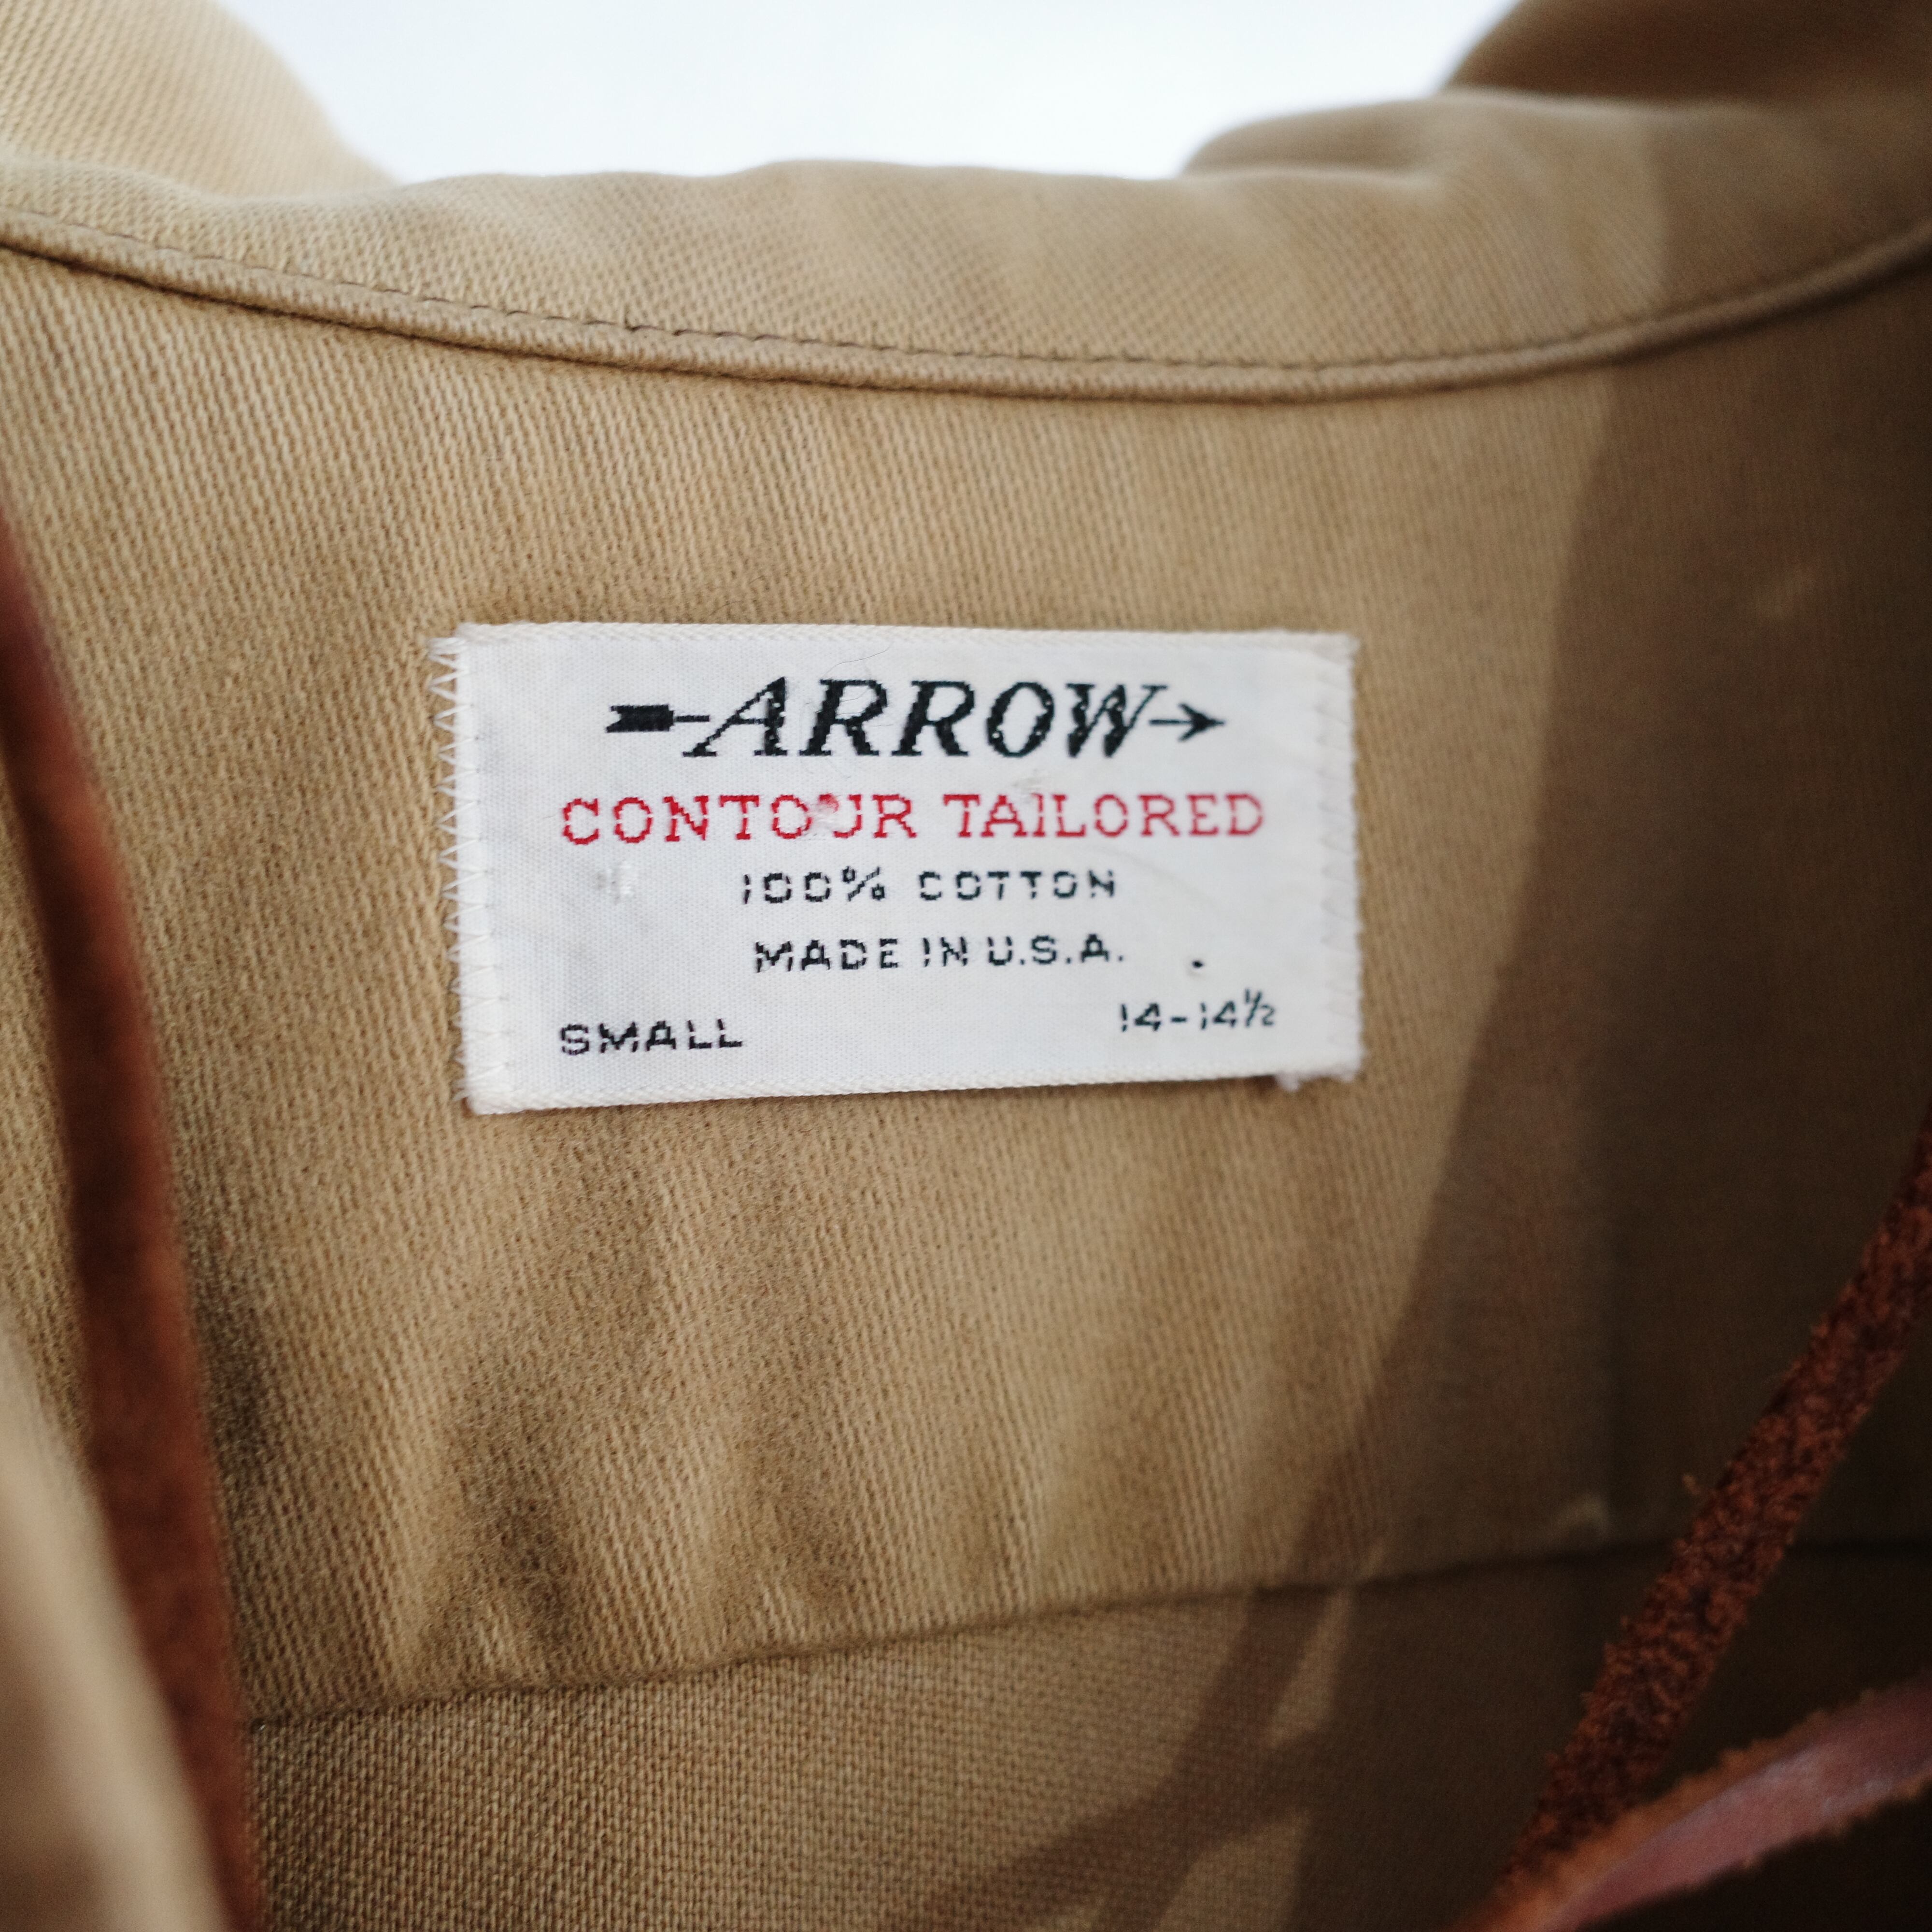 ARROW
CONTOUR TAILORED
100% COTTON
MADE IN U.S.A.
SMALL 14-14½